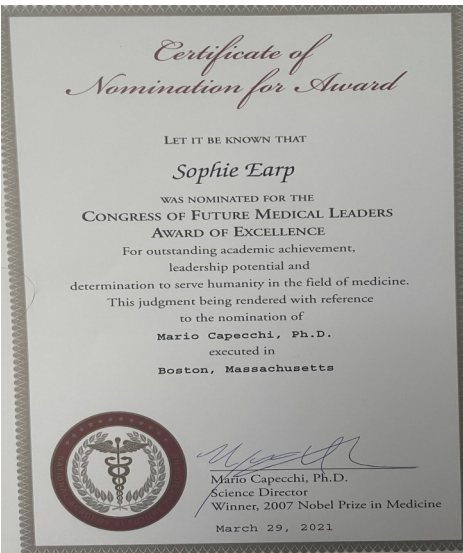 Certificate of
Nomination for Award
LET IT BE KNOWN THAT
Sophie Earp
WAS NOMINATED FOR THE
CONGRESS OF FUTURE MEDICAL LEADERS
AWARD OF EXCELLENCE
For outstanding academic achievement,
leadership potential and
determination to serve humanity in the field of medicine.
This judgment being rendered with reference
to the nomination of
Mario Capecchi, Ph.D.
executed in
Boston, Massachusetts
Mario Capecchi, Ph.D.
Science Director
Winner, 2007 Nobel Prize in Medicine
March 29, 2021